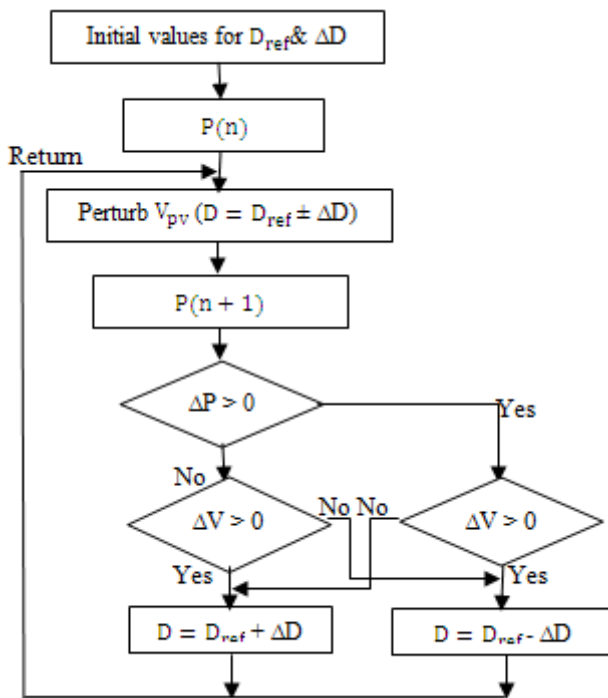 Initial values for D_ref & ΔD
P(n)
Return
Perturb V_pv (D = D_ref ± ΔD)
P(n + 1)
ΔP > 0
Yes
No
ΔV > 0
No No
ΔV > 0
Yes
Yes
D = D_ref + ΔD
D = D_ref - ΔD